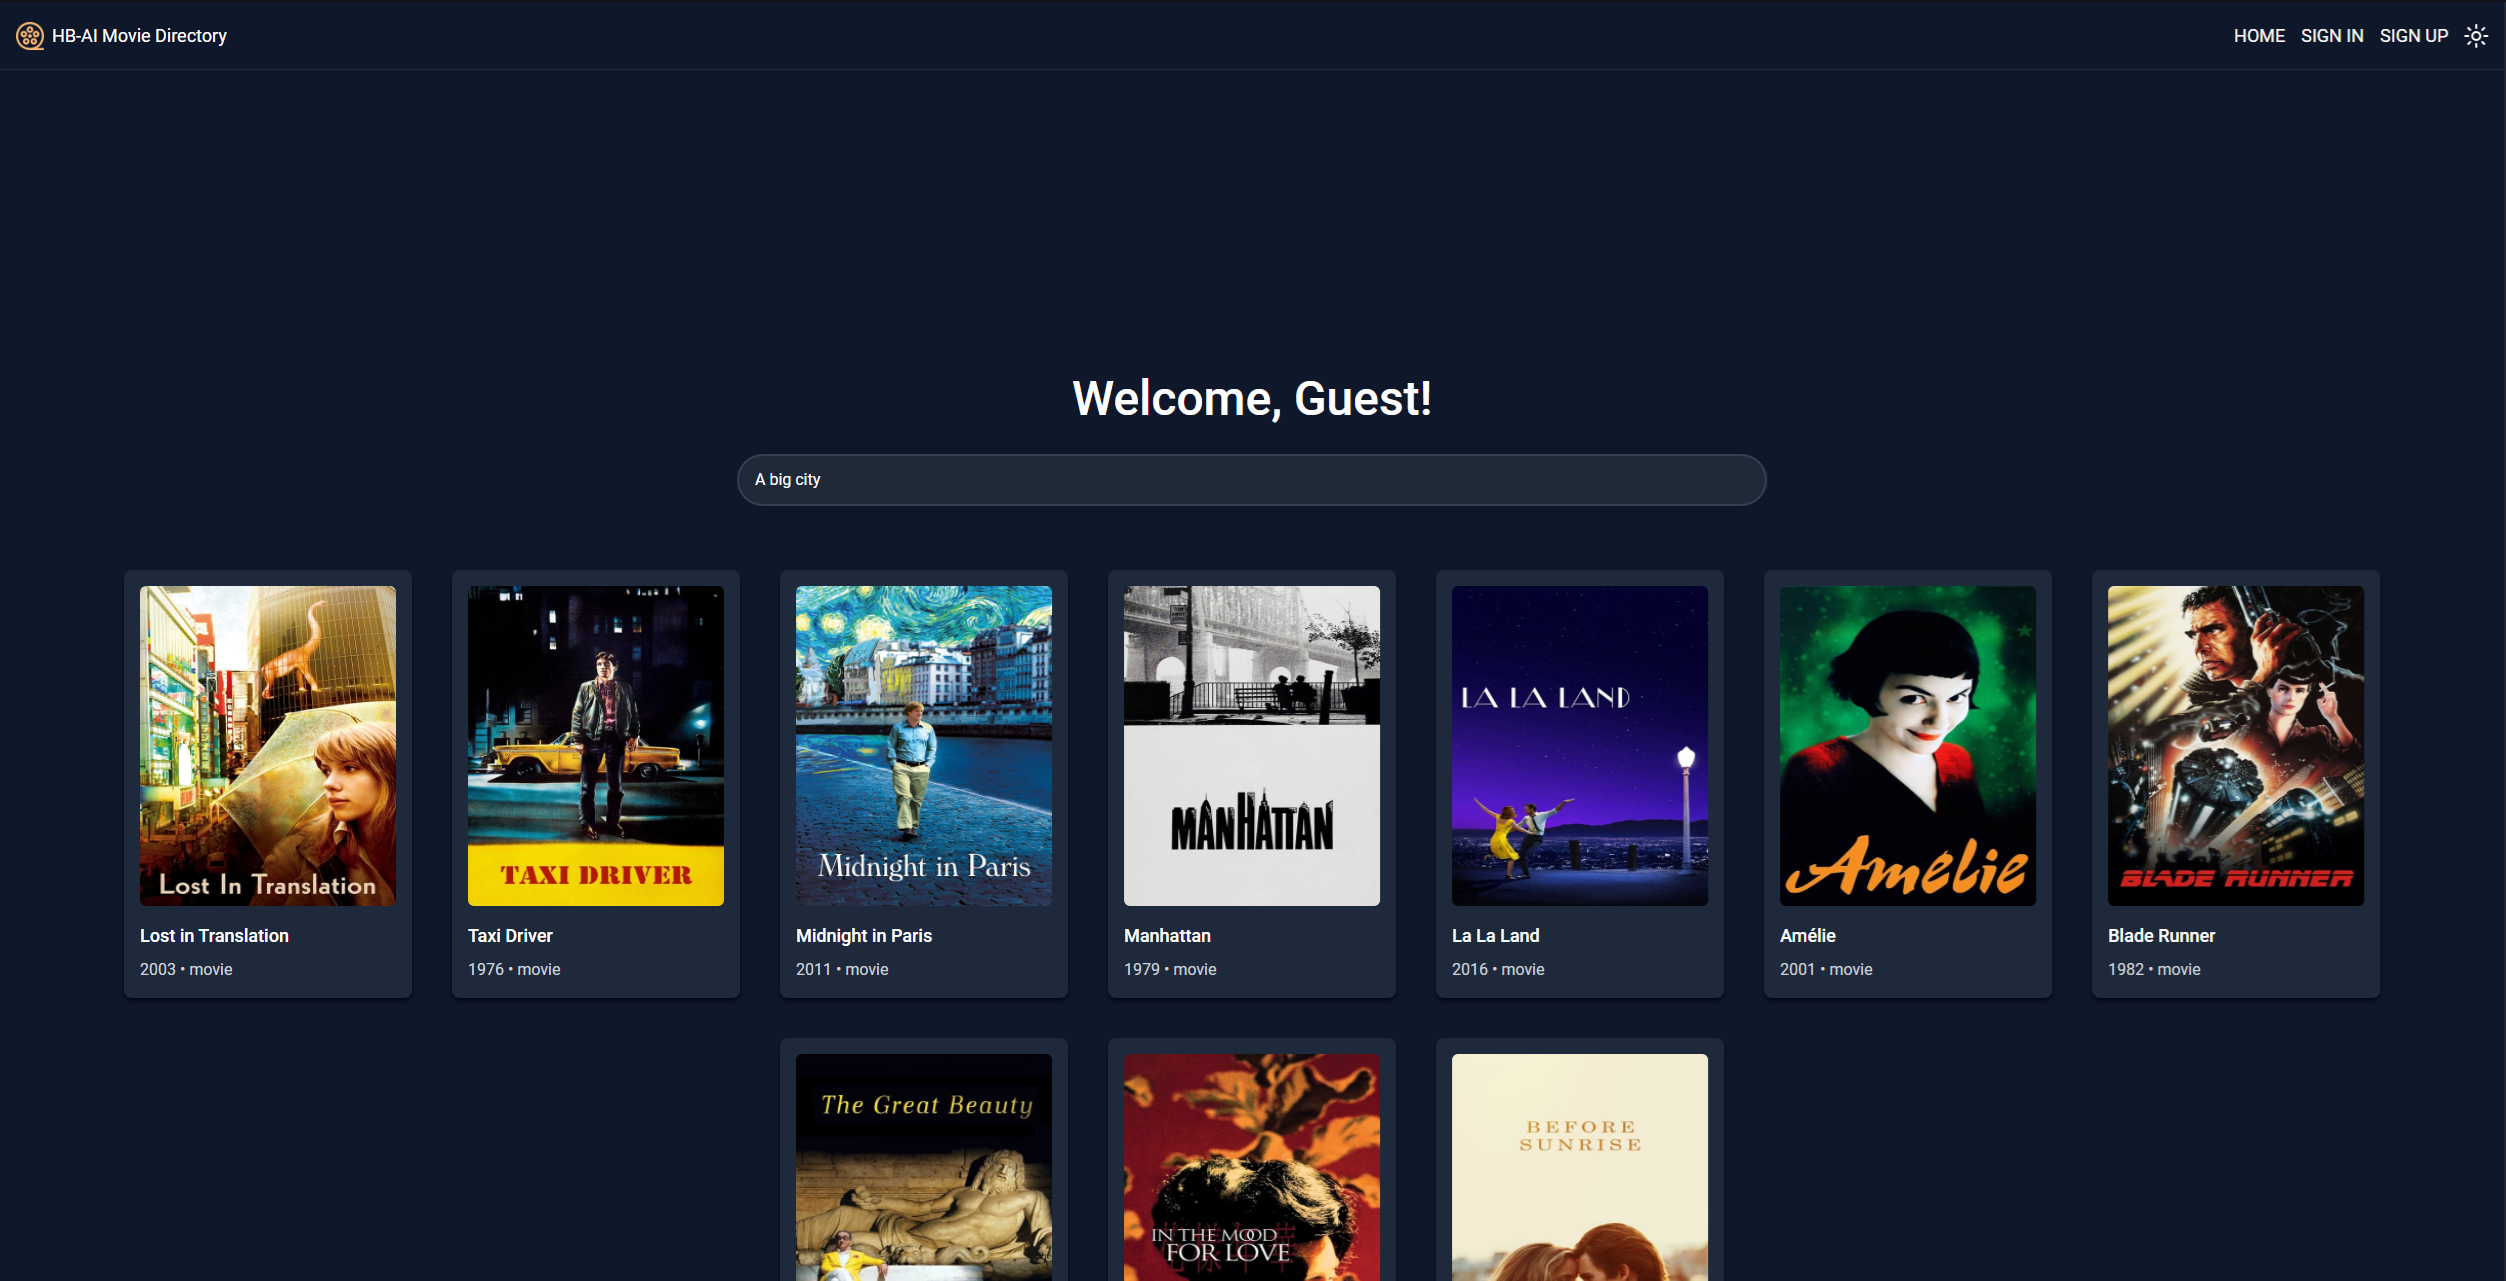 HB-AI Movie Directory
HOME SIGN IN SIGN UP
Welcome, Guest!
A big city
Lost In Translation
TAXI DRIVER
Midnight in Paris
MANHATTAN
LA LA LAND
Amélie
BLADE RUNNER
Lost in Translation
2003 • movie
Taxi Driver
1976 • movie
Midnight in Paris
2011 • movie
Manhattan
1979 • movie
La La Land
2016 • movie
Amélie
2001 • movie
Blade Runner
1982 • movie
The Great Beauty
IN THE MOOD
FOR LOVE
BEFORE
SUNRISE